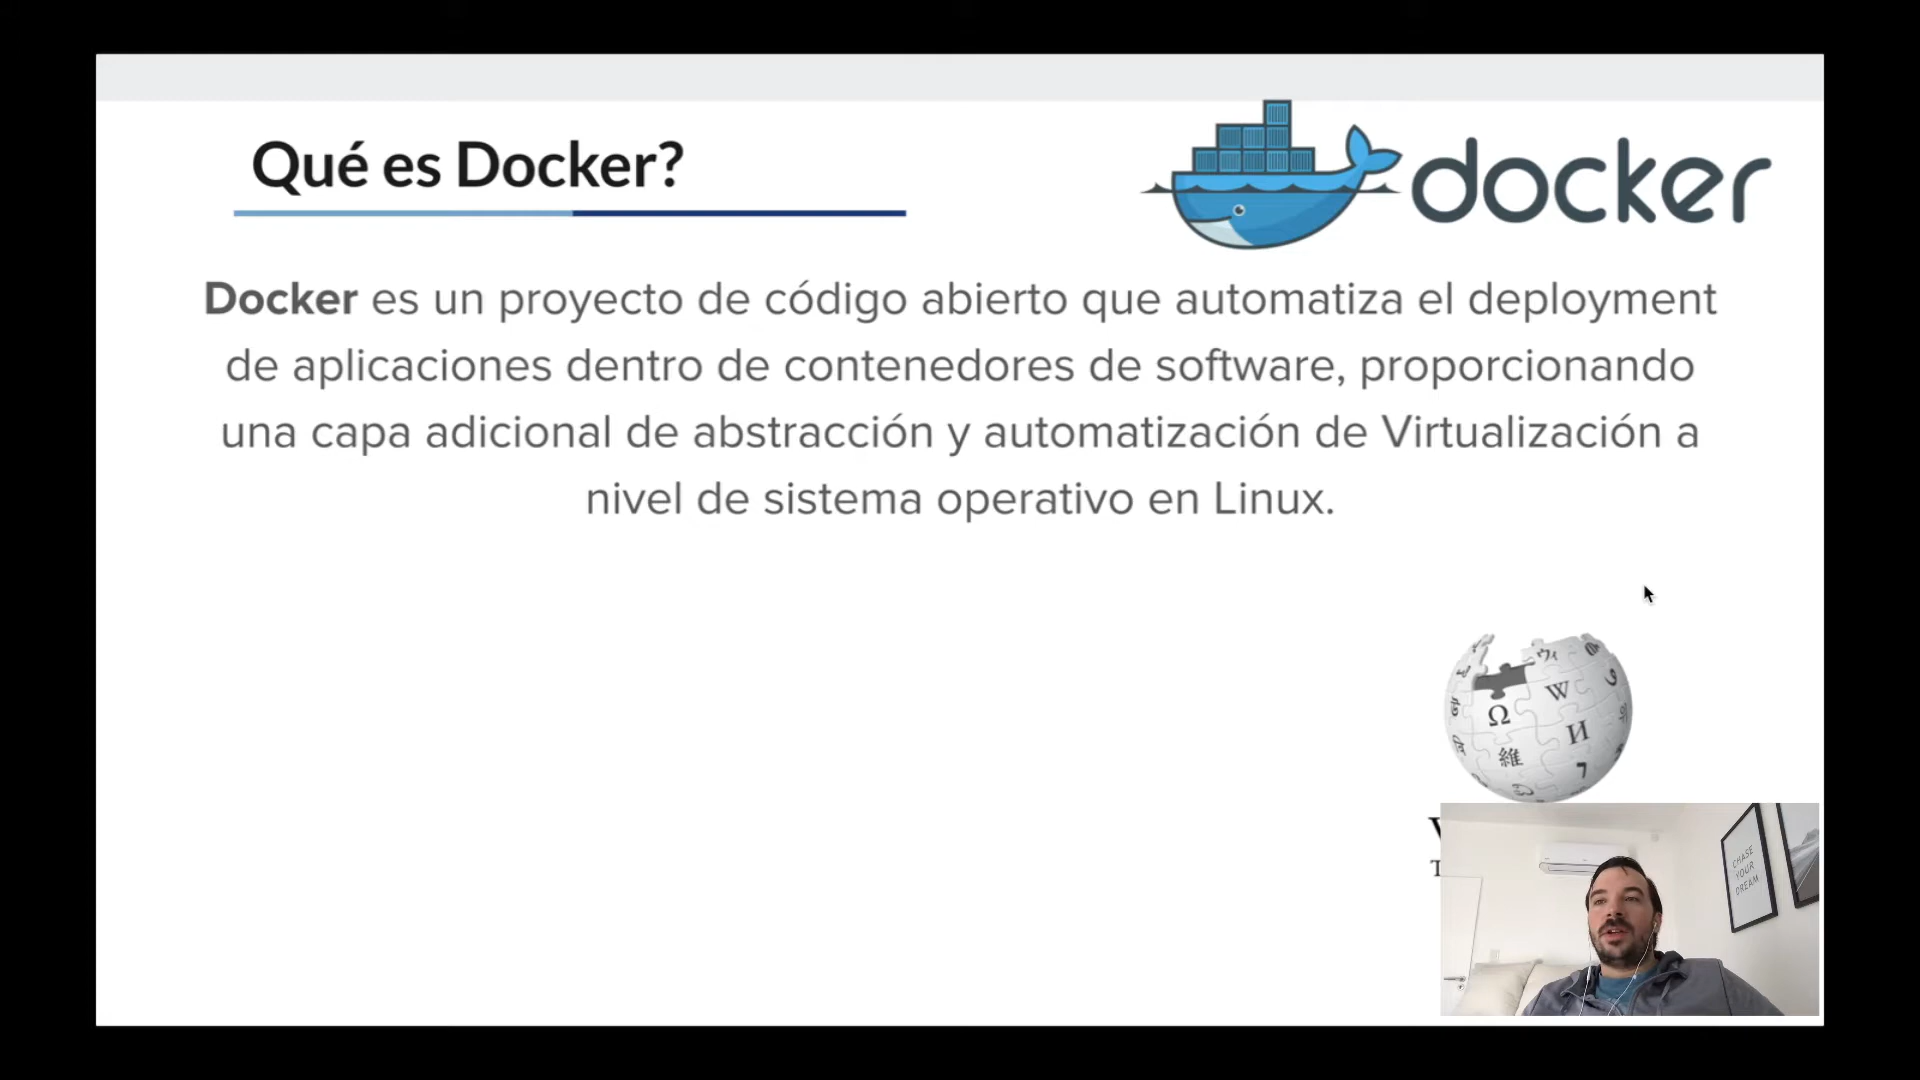 Qué es Docker?
docker
Docker es un proyecto de código abierto que automatiza el deployment
de aplicaciones dentro de contenedores de software, proporcionando
una capa adicional de abstracción y automatización de Virtualización a
nivel de sistema operativo en Linux.
Ω
W
И
維
CHASE
YOUR
DREAM